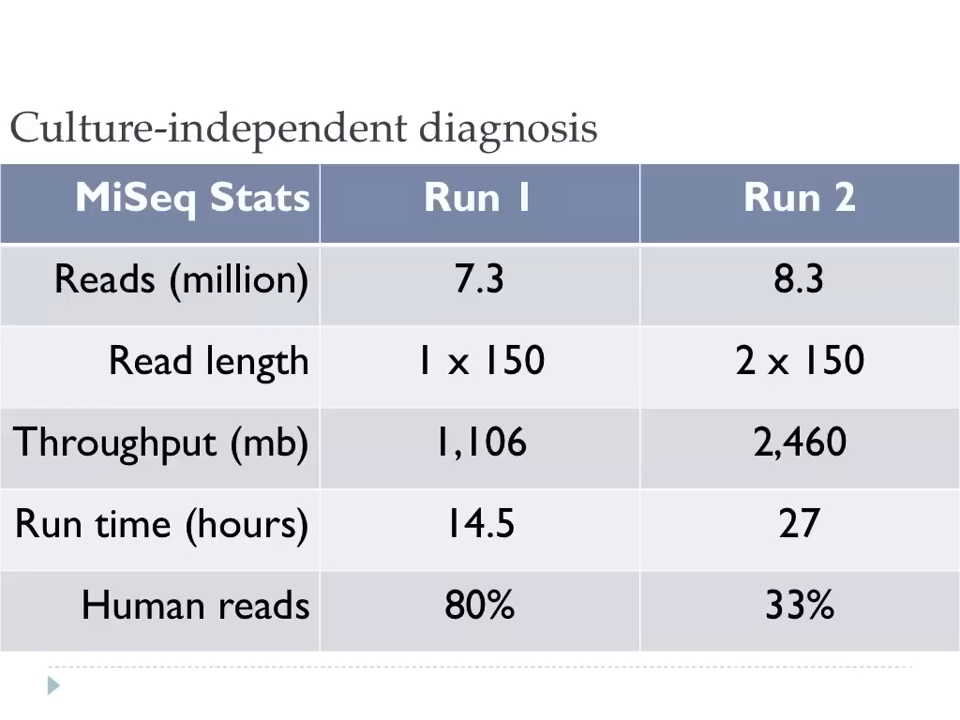 Culture-independent diagnosis
MiSeq Stats Run 1 Run 2
Reads (million) 7.3 8.3
Read length 1 x 150 2 x 150
Throughput (mb) 1,106 2,460
Run time (hours) 14.5 27
Human reads 80% 33%